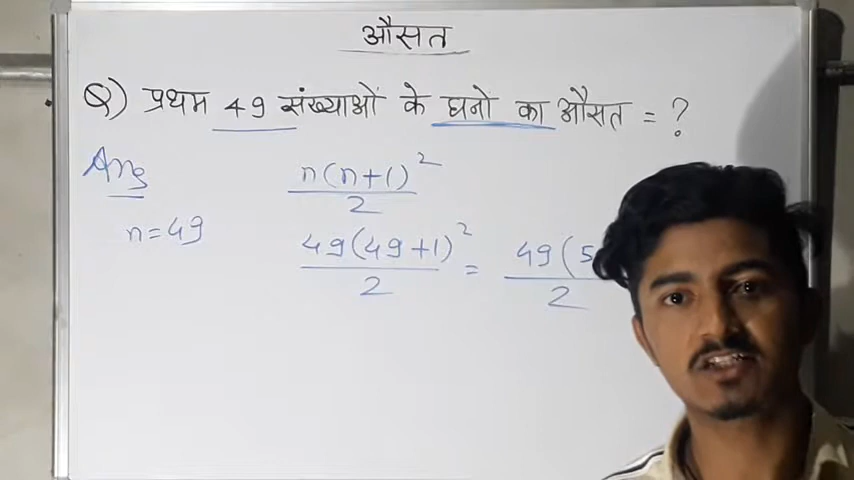 औसत
Q) प्रथम 49 संख्याओं के घनो का औसत = ?
Ans
n(n+1)²/2
n=49
49(49+1)²/2 = 49(5/2